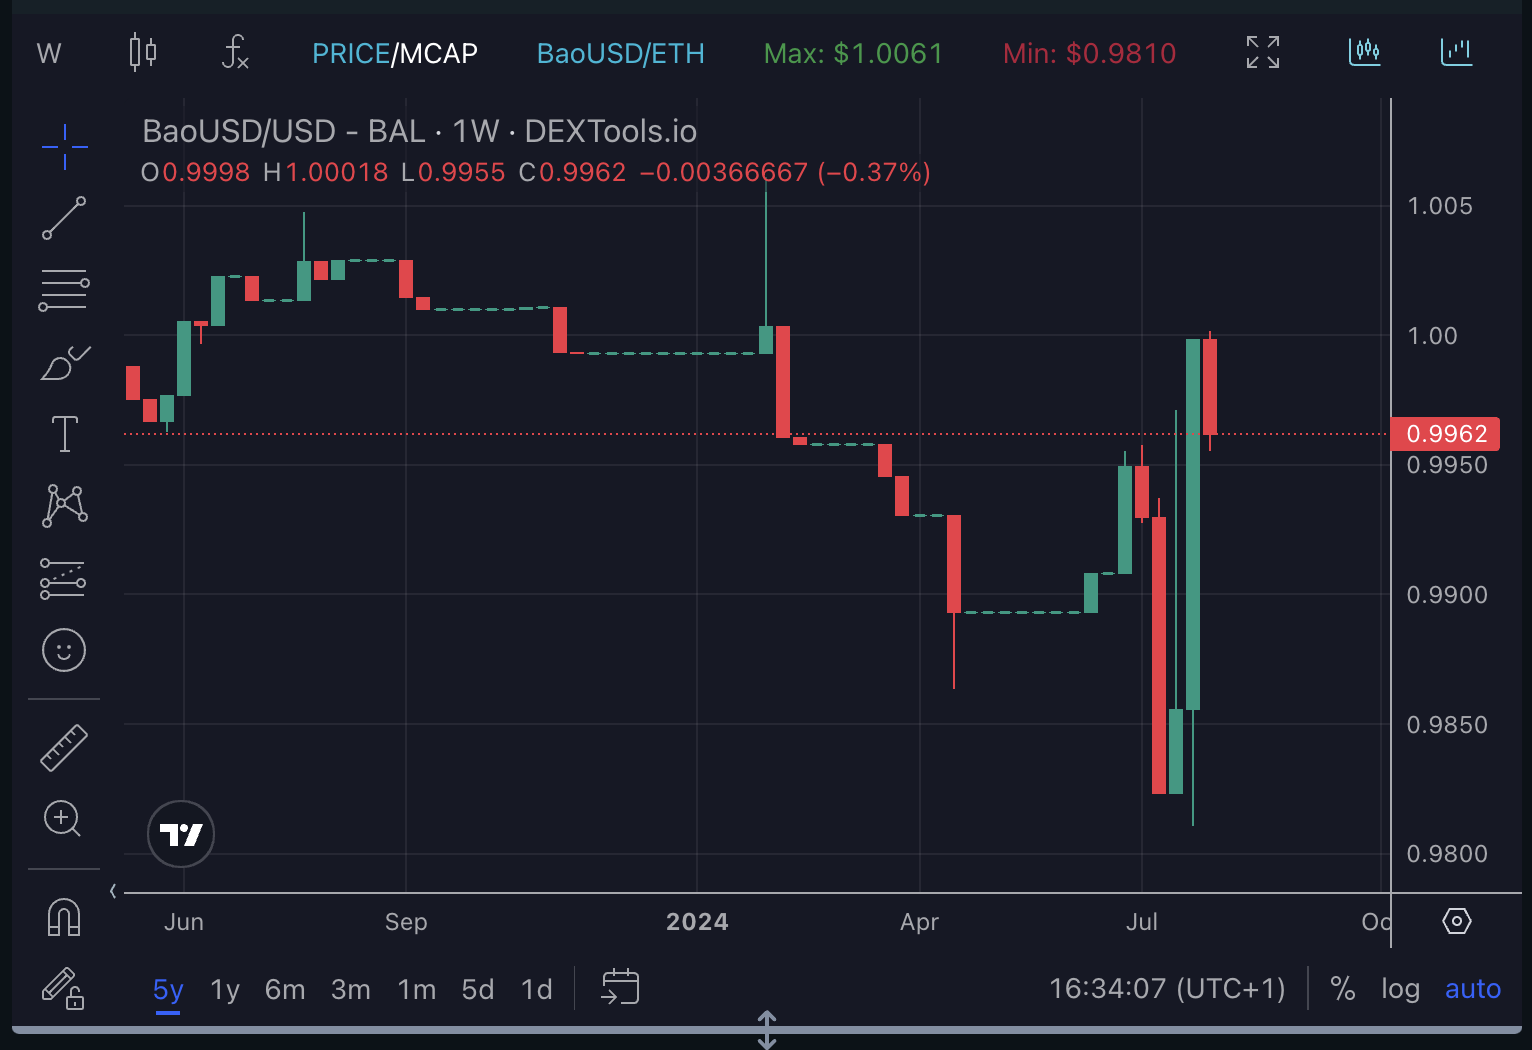 W PRICE/MCAP BaoUSD/ETH Max: $1.0061 Min: $0.9810
BaoUSD/USD - BAL · 1W · DEXTools.io
O0.9998 H1.00018 L0.9955 C0.9962 −0.00366667 (−0.37%)
1.005
1.00
0.9962
0.9950
0.9900
0.9850
0.9800
Jun Sep 2024 Apr Jul Oc
5y 1y 6m 3m 1m 5d 1d 16:34:07 (UTC+1) % log auto